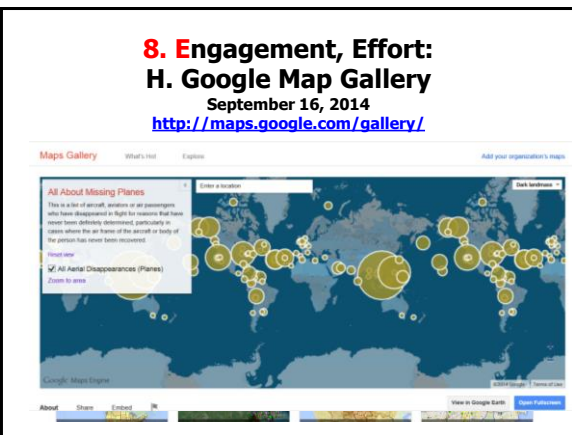 8. Engagement, Effort:
H. Google Map Gallery
September 16, 2014
http://maps.google.com/gallery/
Maps Gallery What's Hot Explore Add your organization's maps
All About Missing Planes
This is a list of aircraft, aviators or air passengers
who have disappeared in flight for reasons that have
never been definitely determined, particularly in
cases where the air frame of the aircraft or body of
the person has never been recovered.
Reset view
All Aerial Disappearances (Planes)
Zoom to area
Enter a location
Dark landmass
Google Maps Engine
©2014 Google Terms of Use
About Share Embed
View in Google Earth Open Fullscreen